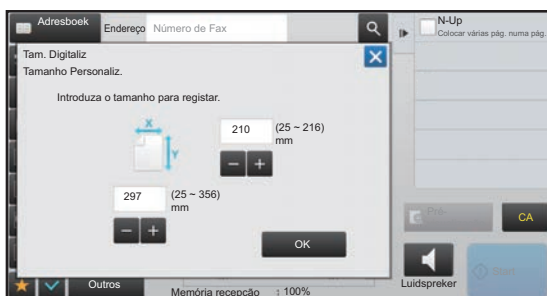 Adresboek
Endereço
Número de Fax
N-Up
Colocar várias pág. numa pág.
Tam. Digitaliz
Tamanho Personaliz.
Introduza o tamanho para registar.
X
Y
210
(25 ~ 216)
mm
297
(25 ~ 356)
mm
OK
CA
Start
Luidspreker
Outros
Memória recepção : 100%